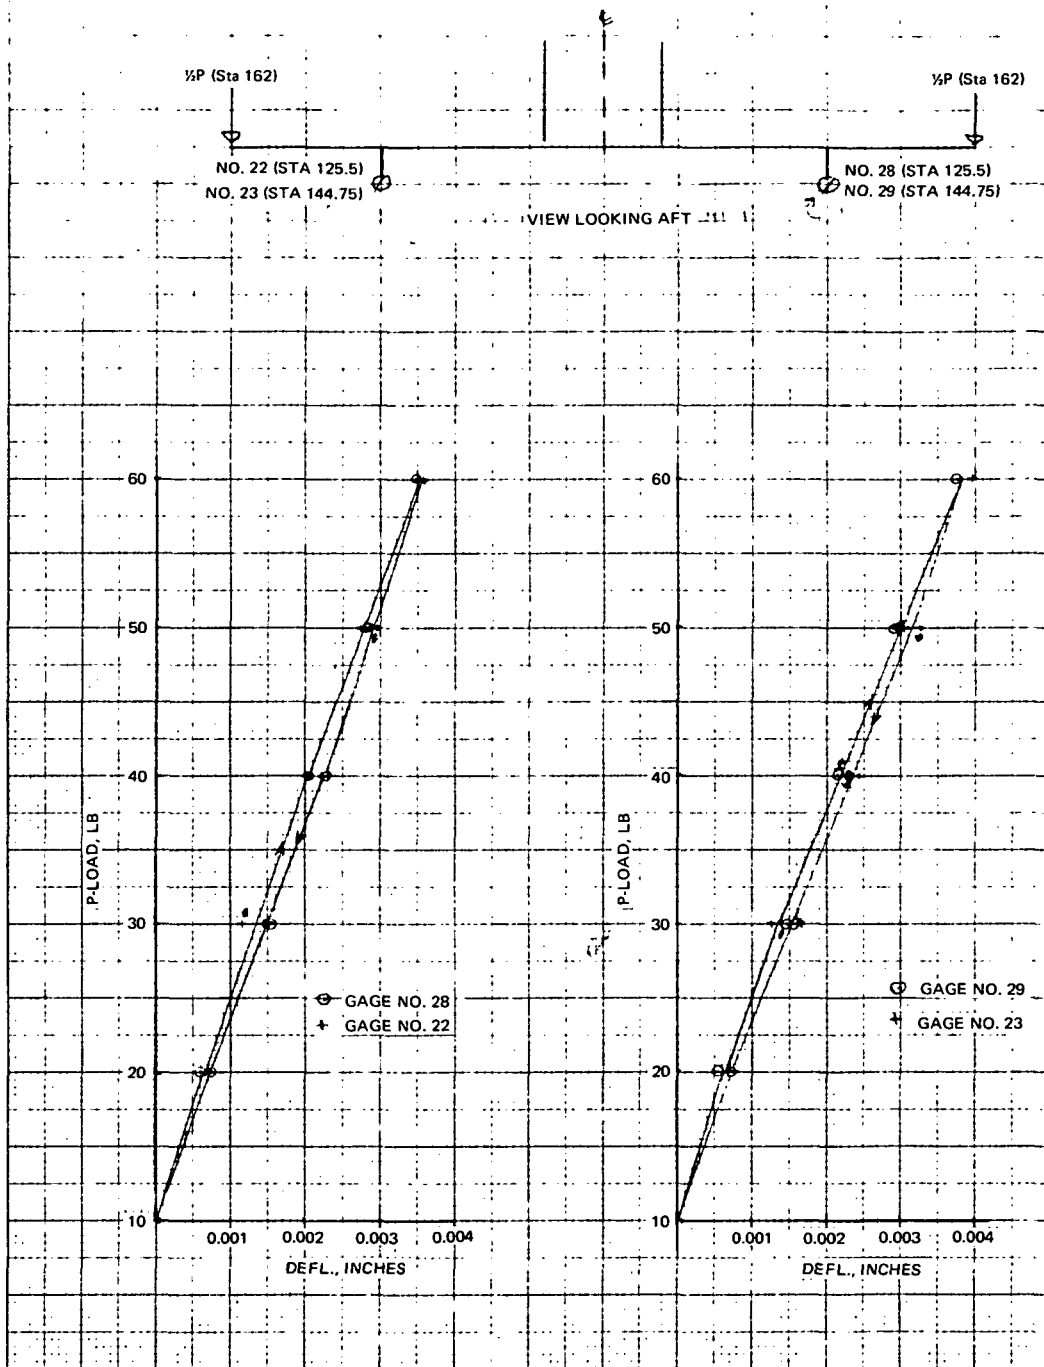 ½P (Sta 162)
½P (Sta 162)
NO. 22 (STA 125.5)
NO. 23 (STA 144.75)
NO. 28 (STA 125.5)
NO. 29 (STA 144.75)
VIEW LOOKING AFT
60
50
40
30
20
10
P-LOAD, LB
GAGE NO. 28
GAGE NO. 22
0.001 0.002 0.003 0.004
DEFL., INCHES
60
50
40
30
20
10
P-LOAD, LB
GAGE NO. 29
GAGE NO. 23
0.001 0.002 0.003 0.004
DEFL., INCHES